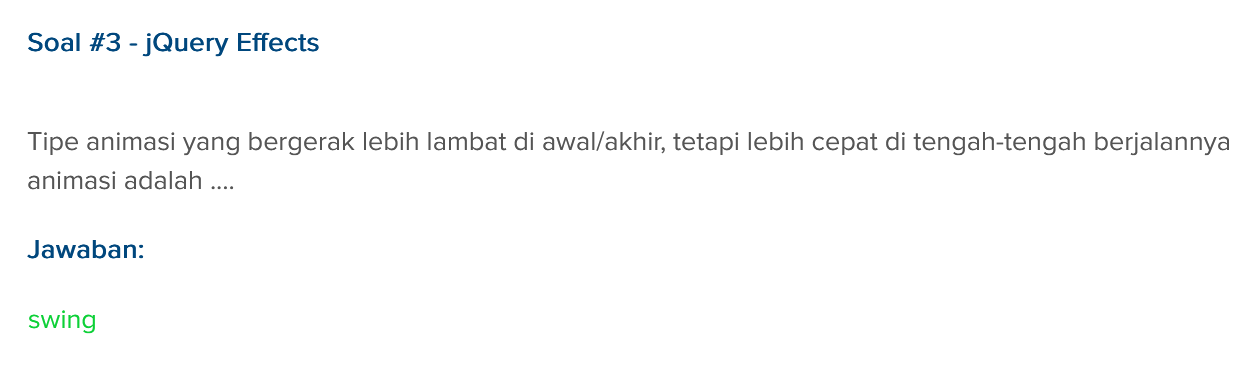 Soal #3 - jQuery Effects
Tipe animasi yang bergerak lebih lambat di awal/akhir, tetapi lebih cepat di tengah-tengah berjalannya
animasi adalah ....
Jawaban:
swing